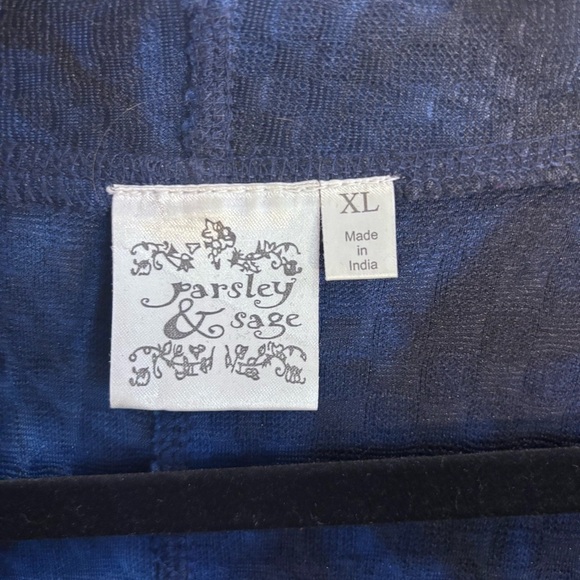 parsley
& sage
XL
Made
in
India